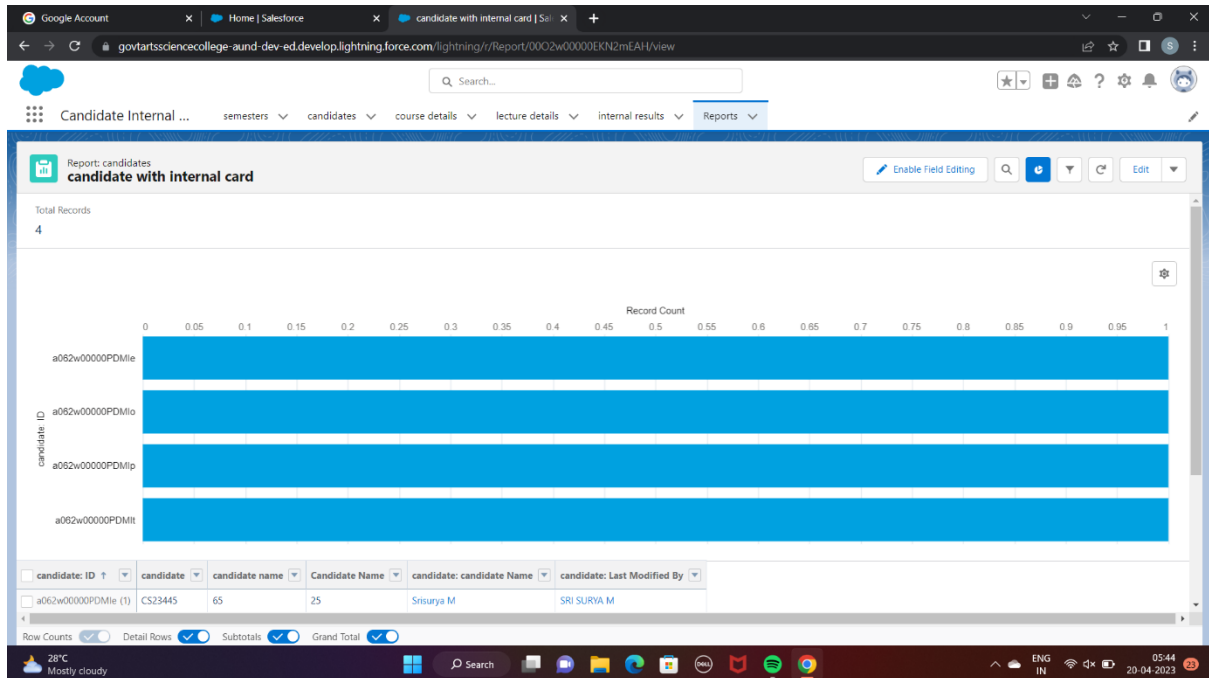 Google Account
Home | Salesforce
candidate with internal card | Sal
govtartssciencecollege-aund-dev-ed.develop.lightning.force.com/lightning/r/Report/00O2w00000EKN2mEAH/view
S
Search...
Candidate Internal ...
semesters
candidates
course details
lecture details
internal results
Reports
Report: candidates
candidate with internal card
Enable Field Editing
Edit
Total Records
4
Record Count
0 0.05 0.1 0.15 0.2 0.25 0.3 0.35 0.4 0.45 0.5 0.55 0.6 0.65 0.7 0.75 0.8 0.85 0.9 0.95 1
candidate: ID
a062w00000PDMIe
a062w00000PDMIo
a062w00000PDMIp
a062w00000PDMIt
candidate: ID ↑ candidate candidate name Candidate Name candidate: candidate Name candidate: Last Modified By
a062w00000PDMIe (1) CS23445 65 25 Srisurya M SRI SURYA M
Row Counts Detail Rows Subtotals Grand Total
28°C
Mostly cloudy
Search
DELL
ENG
IN
05:44
20-04-2023
23